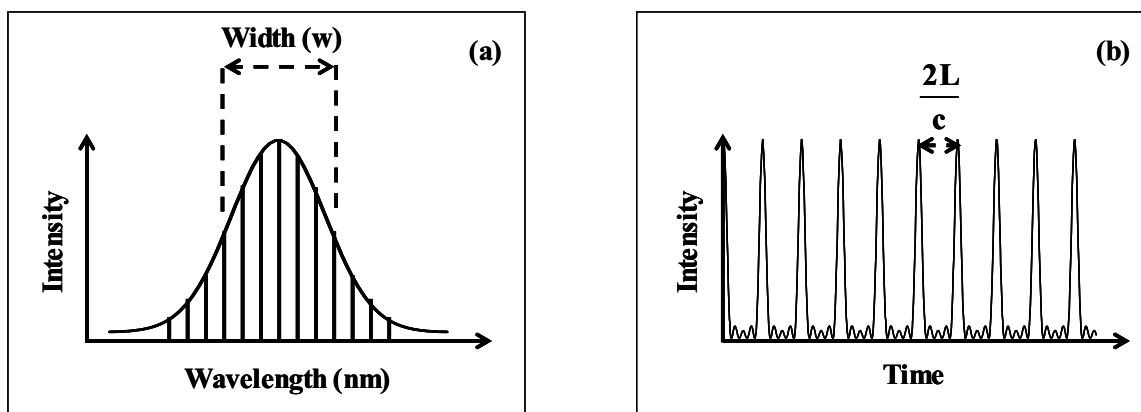 Width (w)
(a)
Intensity
Wavelength (nm)
(b)
2L
c
Intensity
Time